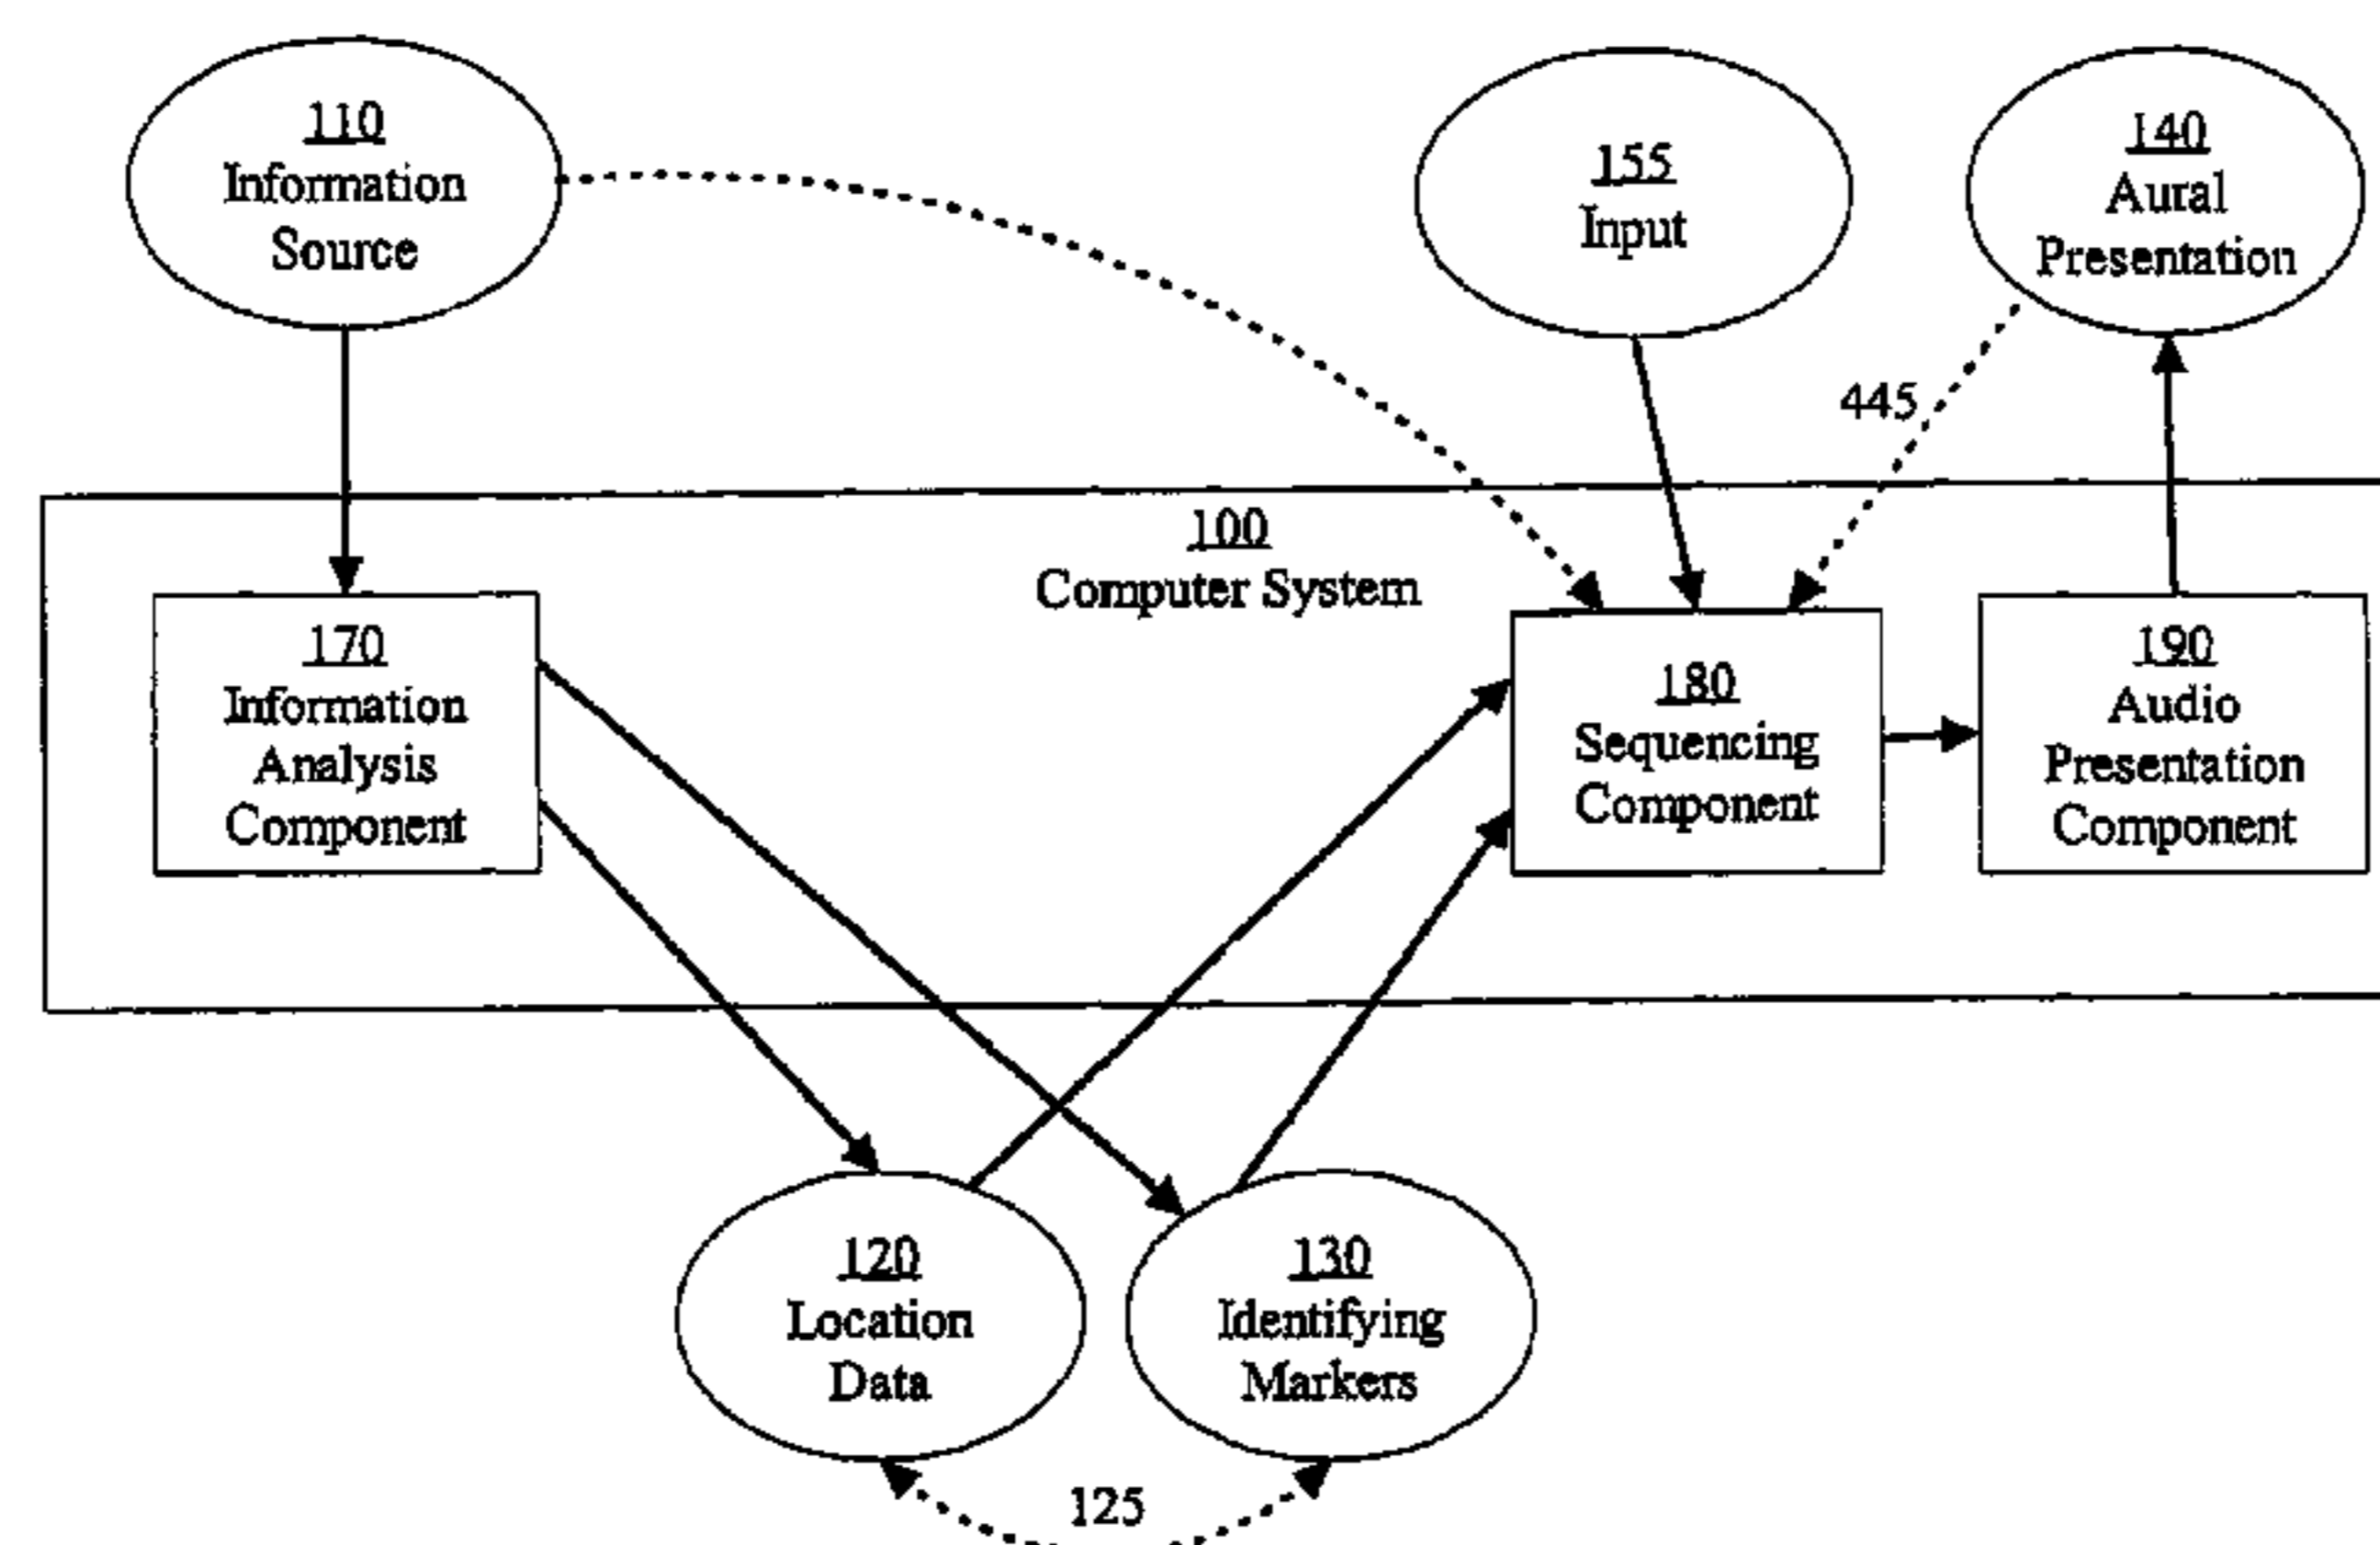 110
Information
Source
155
Input
140
Aural
Presentation
445
100
Computer System
170
Information
Analysis
Component
180
Sequencing
Component
190
Audio
Presentation
Component
120
Location
Data
130
Identifying
Markers
125